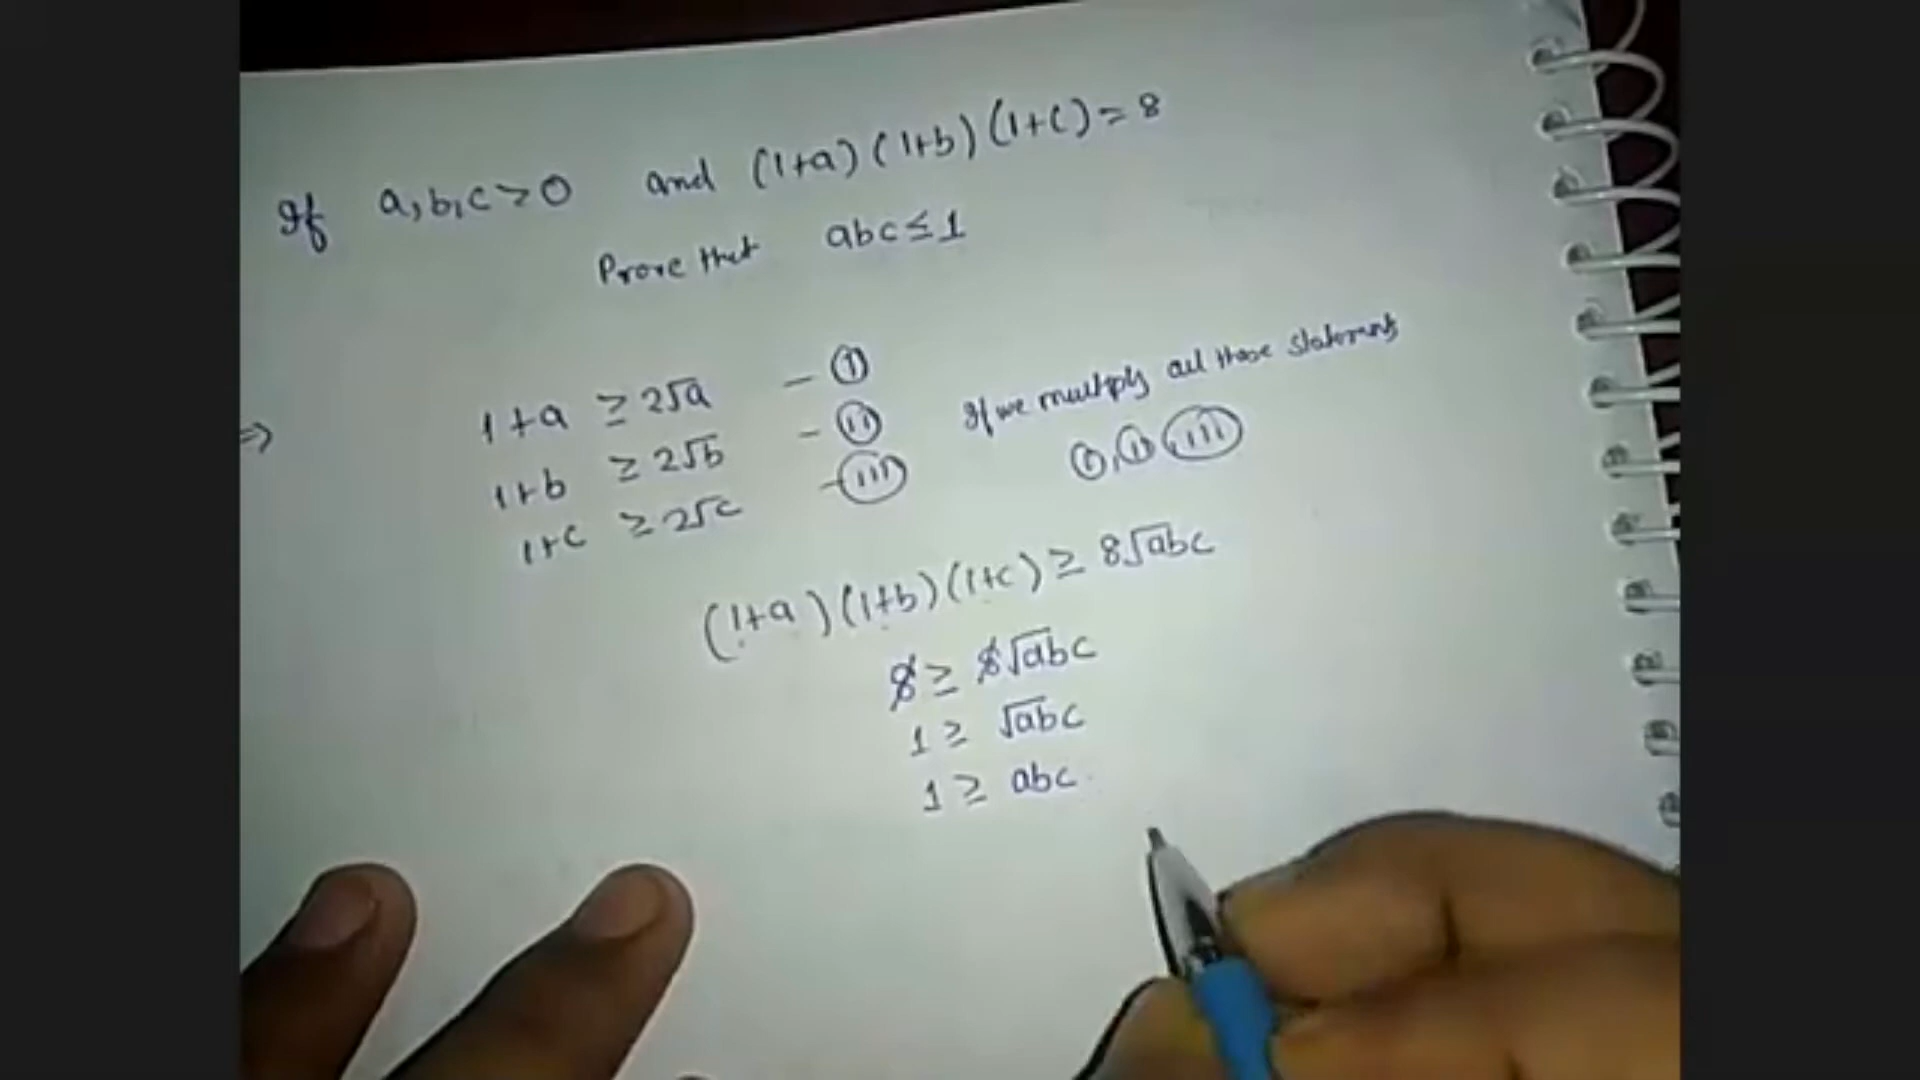 If a,b,c>0 and (1+a)(1+b)(1+c)=8
Prove that abc≤1
⇒ 1+a ≥2√a - (i)
1+b ≥2√b - (ii)
1+c ≥2√c - (iii)
If we multiply all these statements
(i),(ii),(iii)
(1+a)(1+b)(1+c)≥8√abc
8≥8√abc
1≥ √abc
1≥ abc.